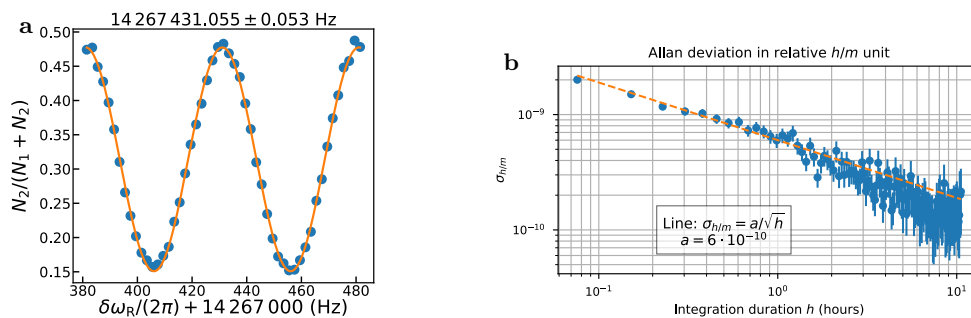 a
14 267 431.055 ± 0.053 Hz
N₂/(N₁ + N₂)
0.50
0.45
0.40
0.35
0.30
0.25
0.20
0.15
380 400 420 440 460 480
δω_R/(2π) + 14 267 000 (Hz)
b
Allan deviation in relative h/m unit
σ_{h/m}
10⁻⁹
10⁻¹⁰
Line: σ_{h/m} = a/√h
a = 6 · 10⁻¹⁰
10⁻¹ 10⁰ 10¹
Integration duration h (hours)